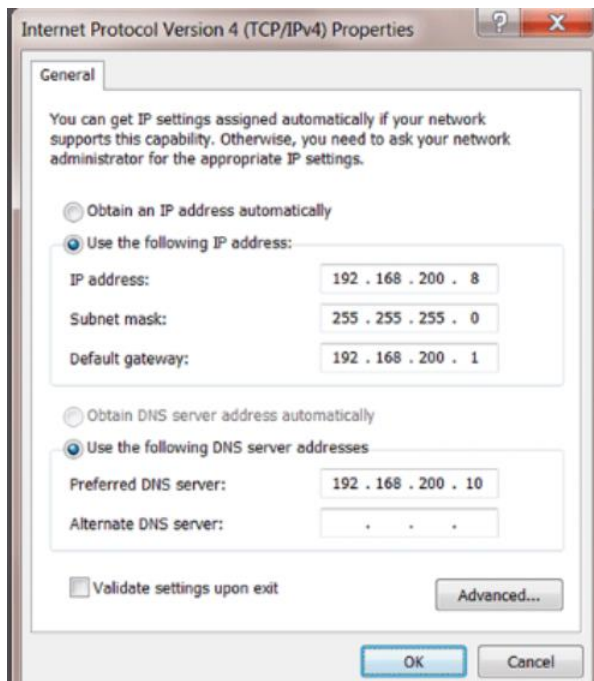 Internet Protocol Version 4 (TCP/IPv4) Properties
General
You can get IP settings assigned automatically if your network
supports this capability. Otherwise, you need to ask your network
administrator for the appropriate IP settings.
Obtain an IP address automatically
Use the following IP address:
IP address: 192 . 168 . 200 . 8
Subnet mask: 255 . 255 . 255 . 0
Default gateway: 192 . 168 . 200 . 1
Obtain DNS server address automatically
Use the following DNS server addresses
Preferred DNS server: 192 . 168 . 200 . 10
Alternate DNS server: . . .
Validate settings upon exit
Advanced...
OK Cancel